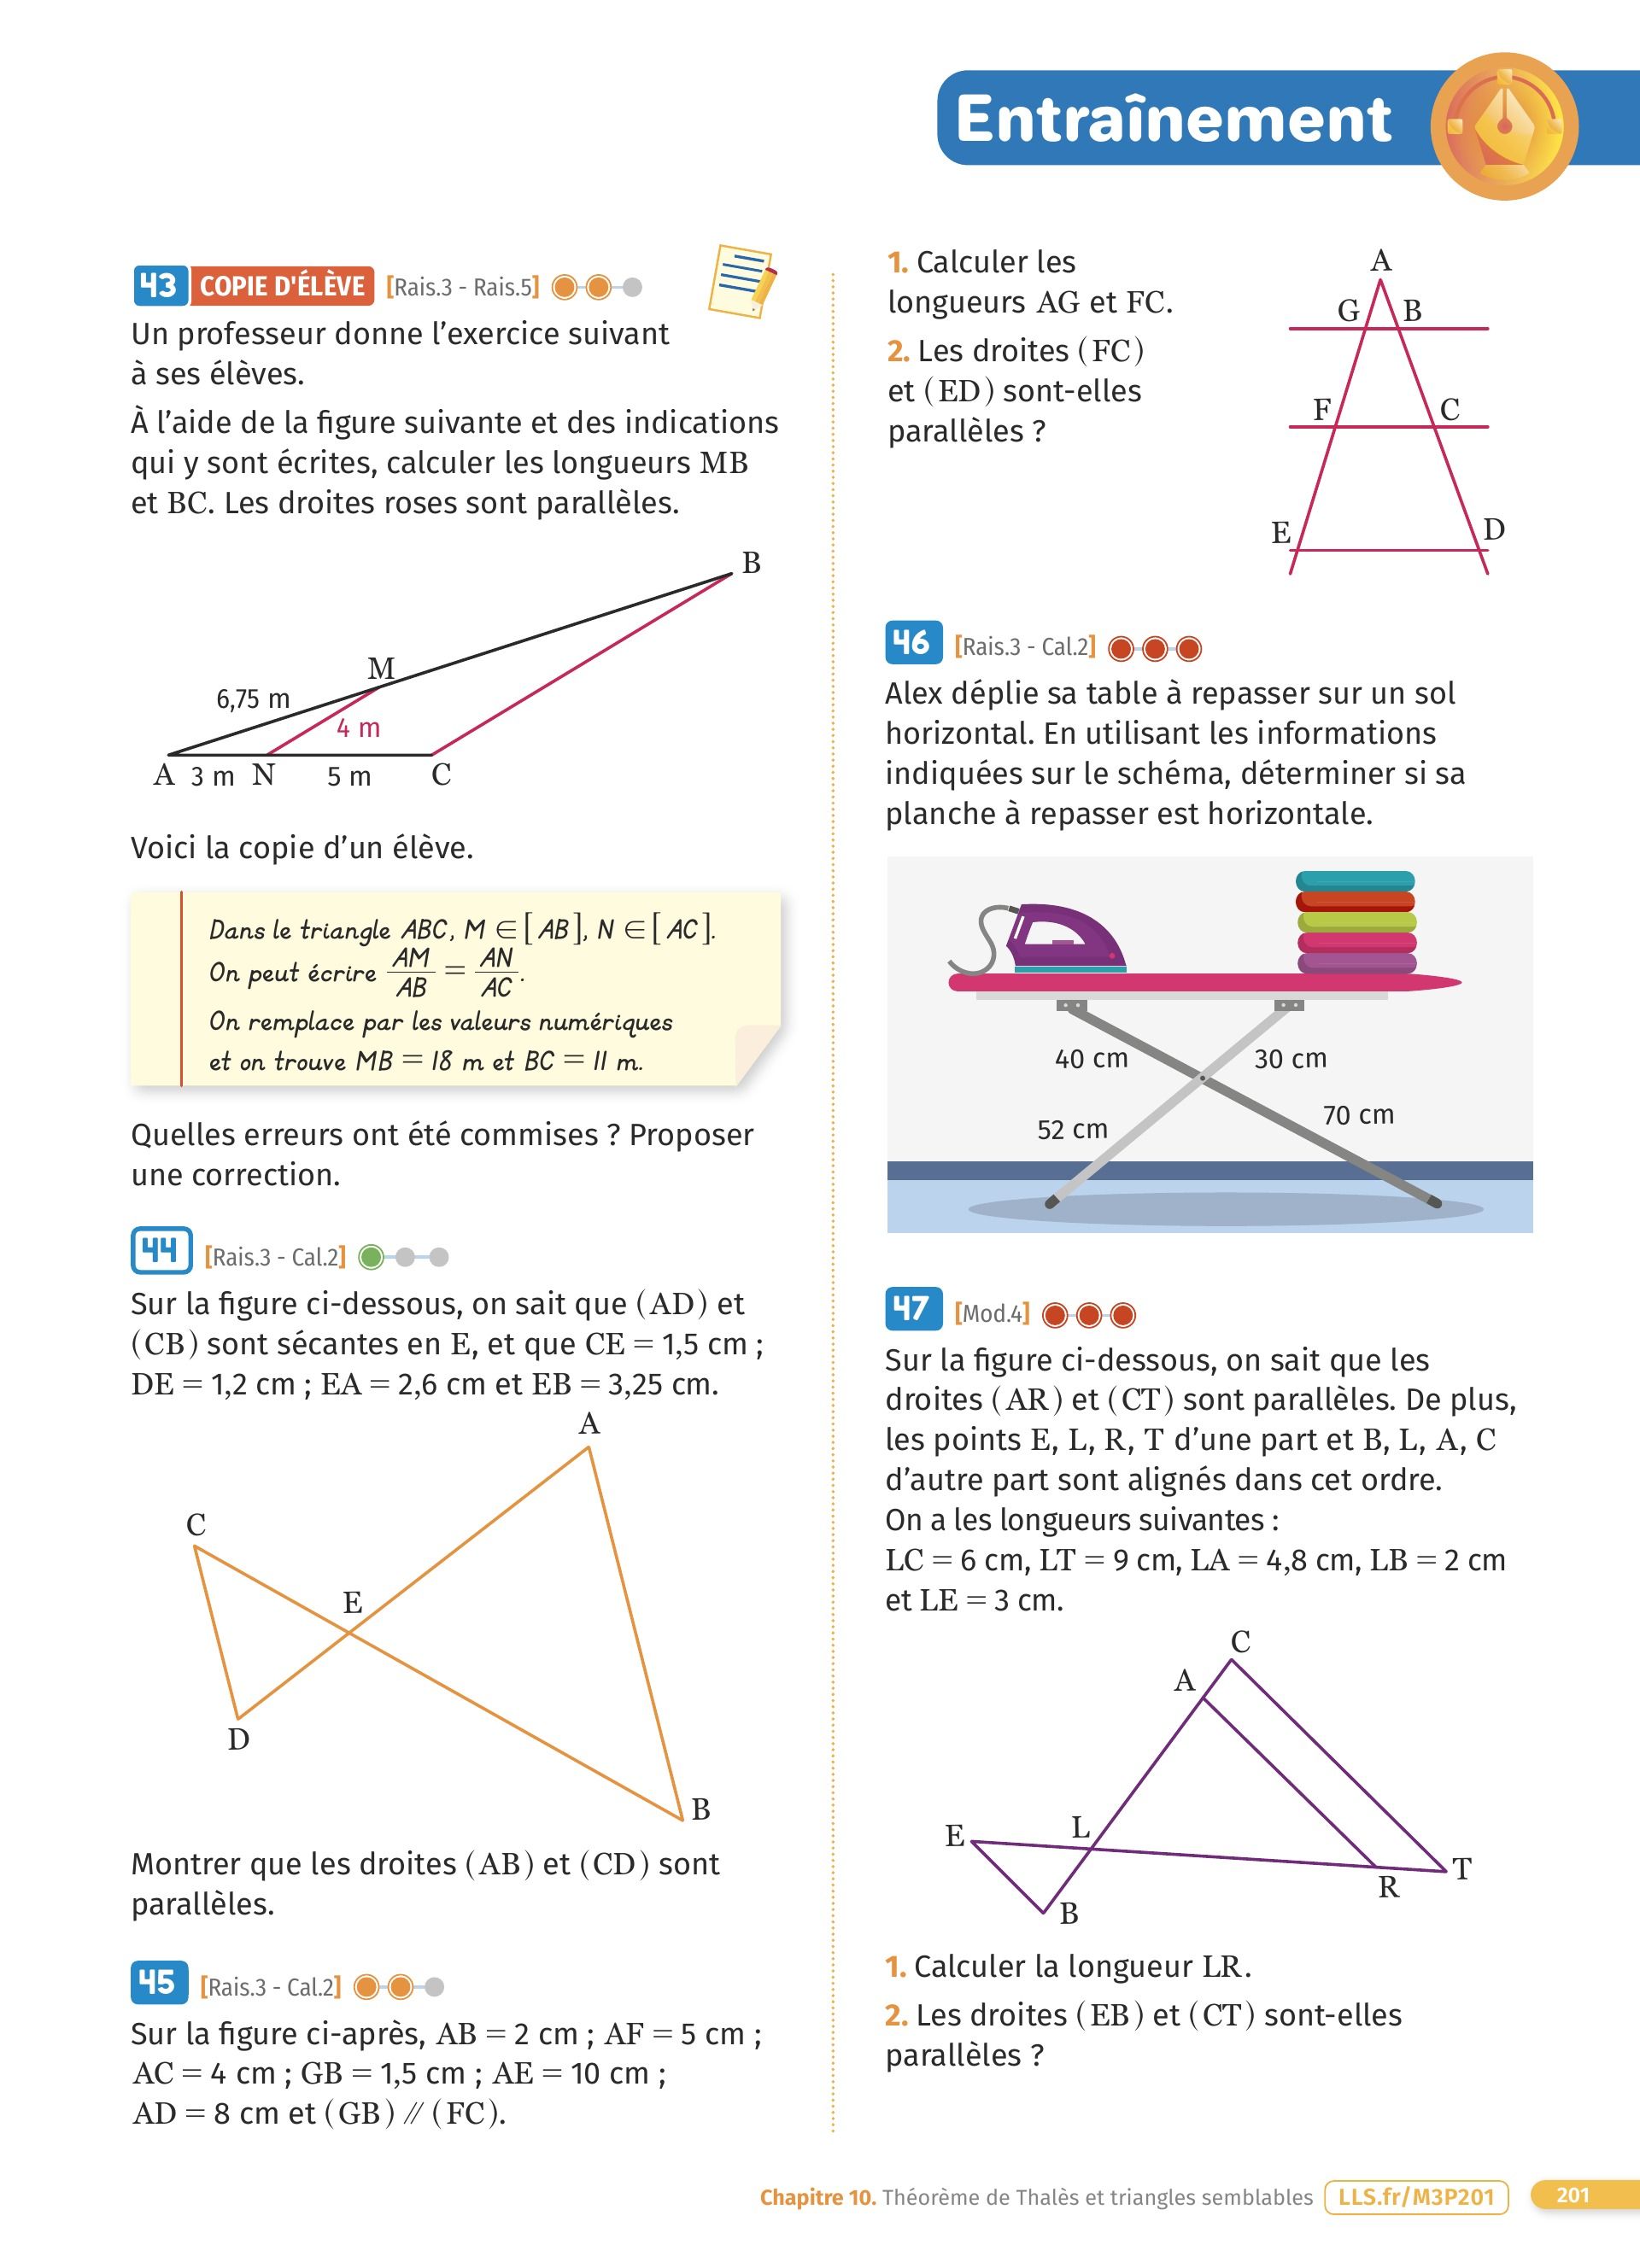 Entraînement
43 COPIE D'ÉLÈVE [Rais.3 - Rais.5]
Un professeur donne l'exercice suivant
à ses élèves.
À l'aide de la figure suivante et des indications
qui y sont écrites, calculer les longueurs MB
et BC. Les droites roses sont parallèles.
B
M
6,75 m
4 m
A 3 m N 5 m C
Voici la copie d'un élève.
Dans le triangle ABC, M ∈ [AB], N ∈ [AC].
On peut écrire AM/AB = AN/AC.
On remplace par les valeurs numériques
et on trouve MB = 18 m et BC = 11 m.
Quelles erreurs ont été commises ? Proposer
une correction.
44 [Rais.3 - Cal.2]
Sur la figure ci-dessous, on sait que (AD) et
(CB) sont sécantes en E, et que CE = 1,5 cm ;
DE = 1,2 cm ; EA = 2,6 cm et EB = 3,25 cm.
A
C
E
D
B
Montrer que les droites (AB) et (CD) sont
parallèles.
45 [Rais.3 - Cal.2]
Sur la figure ci-après, AB = 2 cm ; AF = 5 cm ;
AC = 4 cm ; GB = 1,5 cm ; AE = 10 cm ;
AD = 8 cm et (GB) // (FC).
1. Calculer les
longueurs AG et FC.
2. Les droites (FC)
et (ED) sont-elles
parallèles ?
A
G B
F C
E D
46 [Rais.3 - Cal.2]
Alex déplie sa table à repasser sur un sol
horizontal. En utilisant les informations
indiquées sur le schéma, déterminer si sa
planche à repasser est horizontale.
40 cm 30 cm
52 cm 70 cm
47 [Mod.4]
Sur la figure ci-dessous, on sait que les
droites (AR) et (CT) sont parallèles. De plus,
les points E, L, R, T d'une part et B, L, A, C
d'autre part sont alignés dans cet ordre.
On a les longueurs suivantes :
LC = 6 cm, LT = 9 cm, LA = 4,8 cm, LB = 2 cm
et LE = 3 cm.
C
A
L
E
T
R
B
1. Calculer la longueur LR.
2. Les droites (EB) et (CT) sont-elles
parallèles ?
Chapitre 10. Théorème de Thalès et triangles semblables LLS.fr/M3P201 201